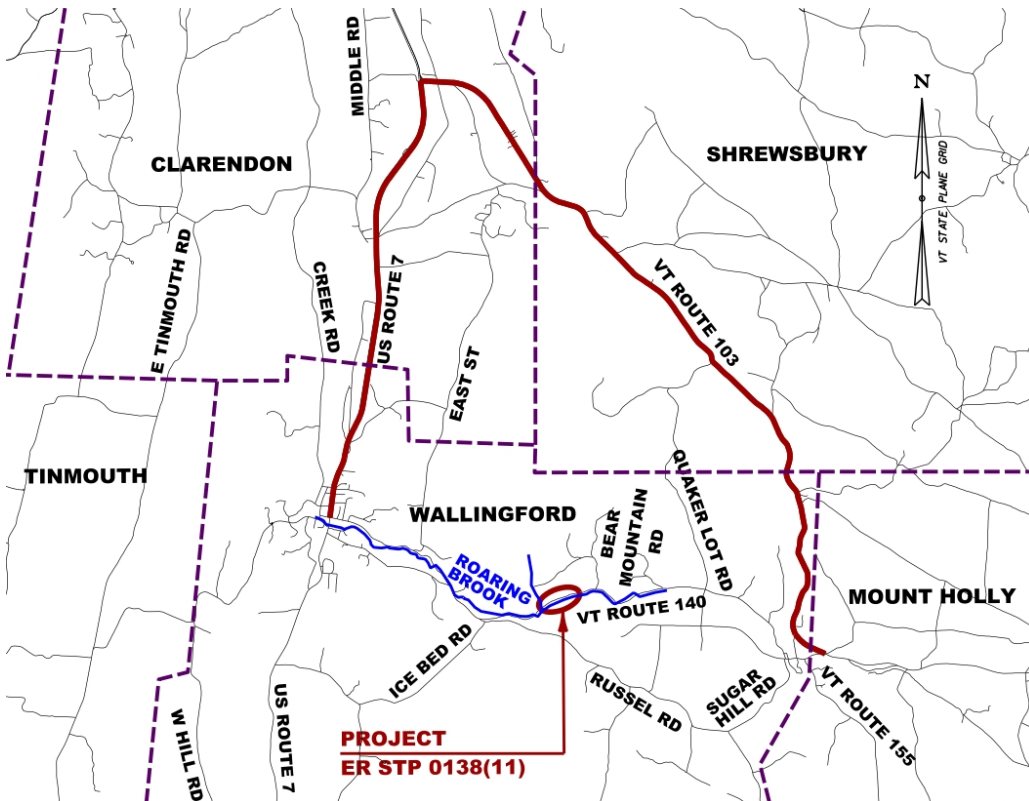 MIDDLE RD
N
CLARENDON
SHREWSBURY
VT STATE PLANE GRID
E TINMOUTH RD
CREEK RD
US ROUTE 7
VT ROUTE 103
EAST ST
TINMOUTH
WALLINGFORD
QUAKER LOT RD
BEAR
MOUNTAIN
RD
ROARING
BROOK
VT ROUTE 140
MOUNT HOLLY
ICE BED RD
RUSSEL RD
SUGAR
HILL RD
VT ROUTE 155
W HILL RD
US ROUTE 7
PROJECT
ER STP 0138(11)